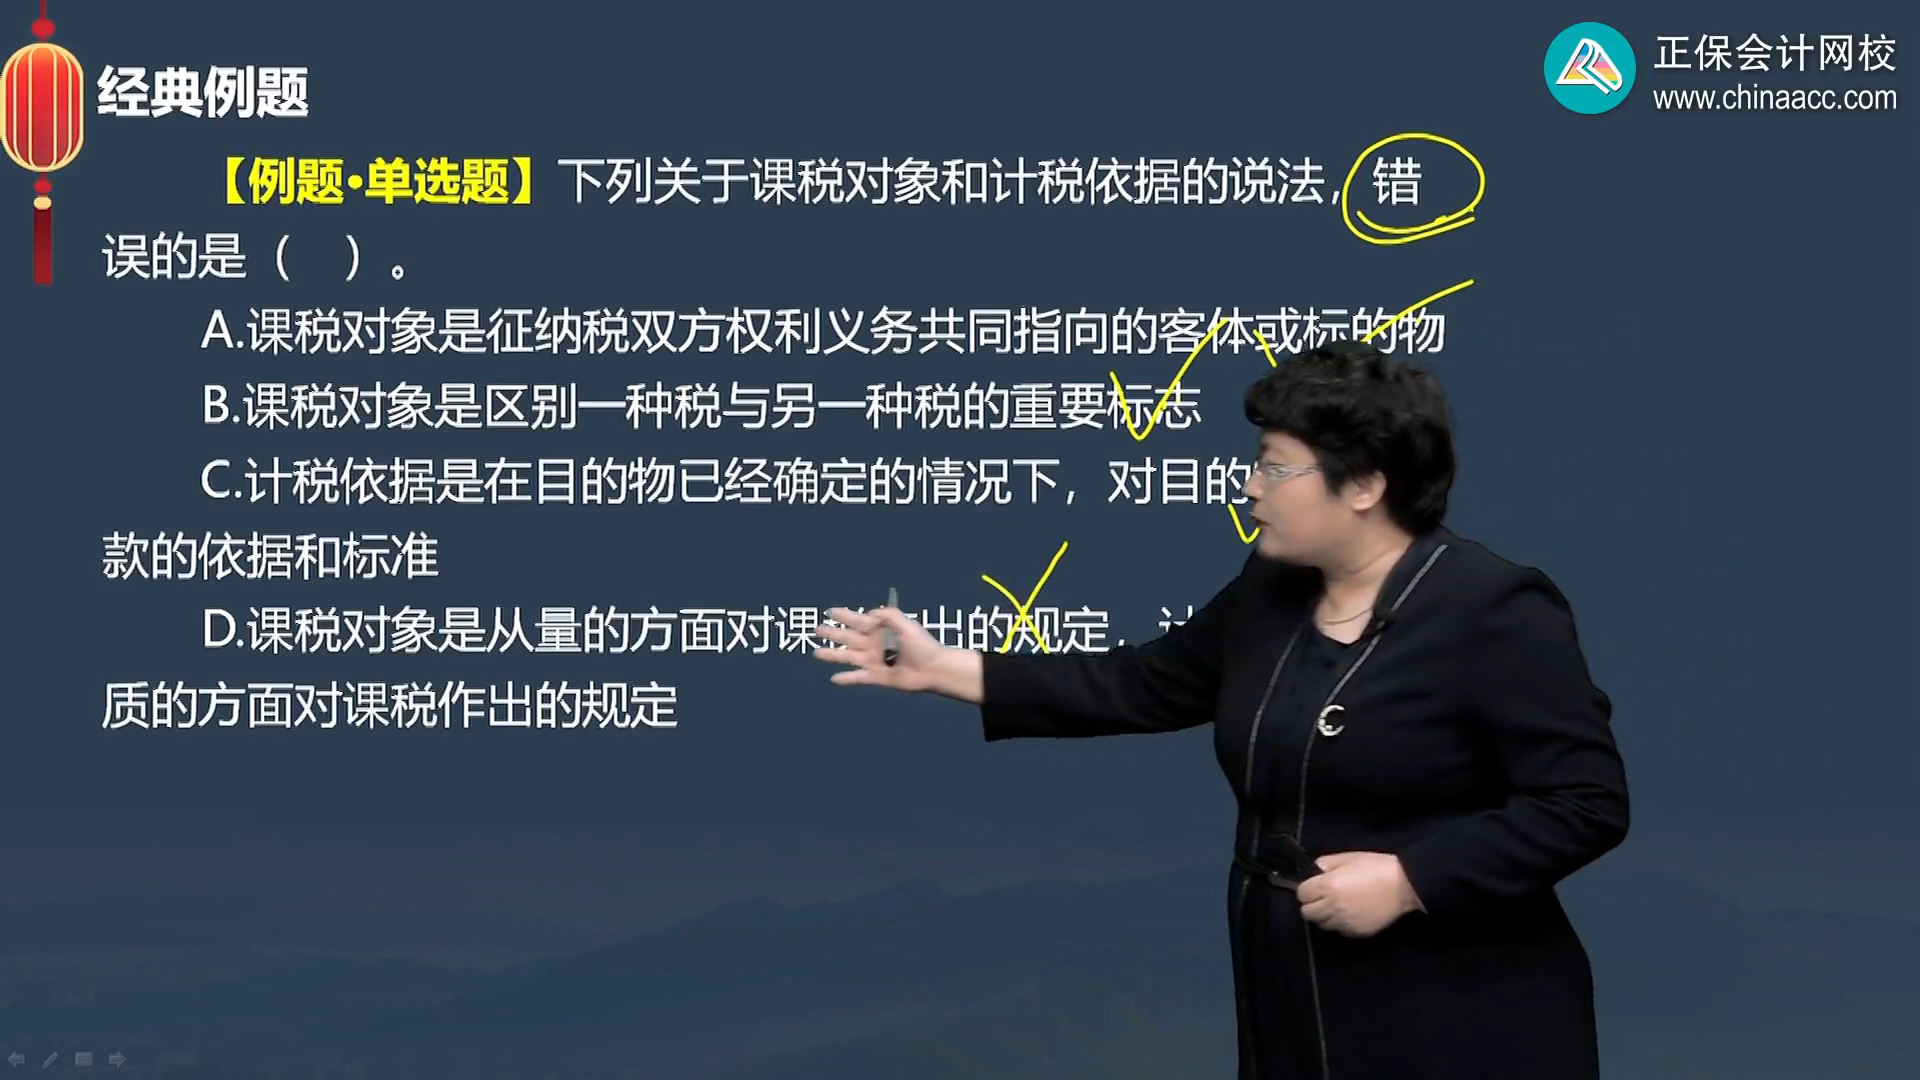 正保会计网校
www.chinaacc.com
经典例题
【例题•单选题】下列关于课税对象和计税依据的说法，错
误的是（ ）。
A.课税对象是征纳税双方权利义务共同指向的客体或标的物
B.课税对象是区别一种税与另一种税的重要标志
C.计税依据是在目的物已经确定的情况下，对目的
款的依据和标准
D.课税对象是从量的方面对课税作出的规定，
质的方面对课税作出的规定